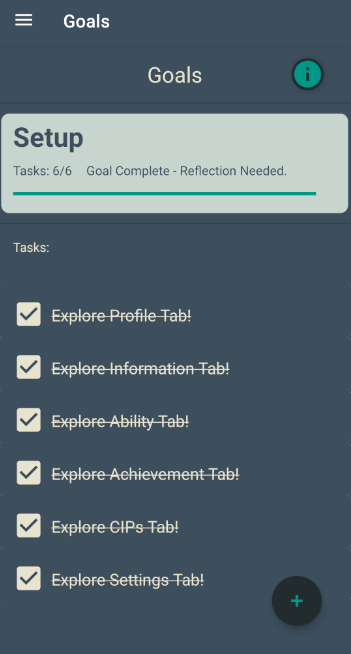 Goals
Goals
Setup
Tasks: 6/6 Goal Complete - Reflection Needed.
Tasks:
Explore Profile Tab!
Explore Information Tab!
Explore Ability Tab!
Explore Achievement Tab!
Explore CIPs Tab!
Explore Settings Tab!